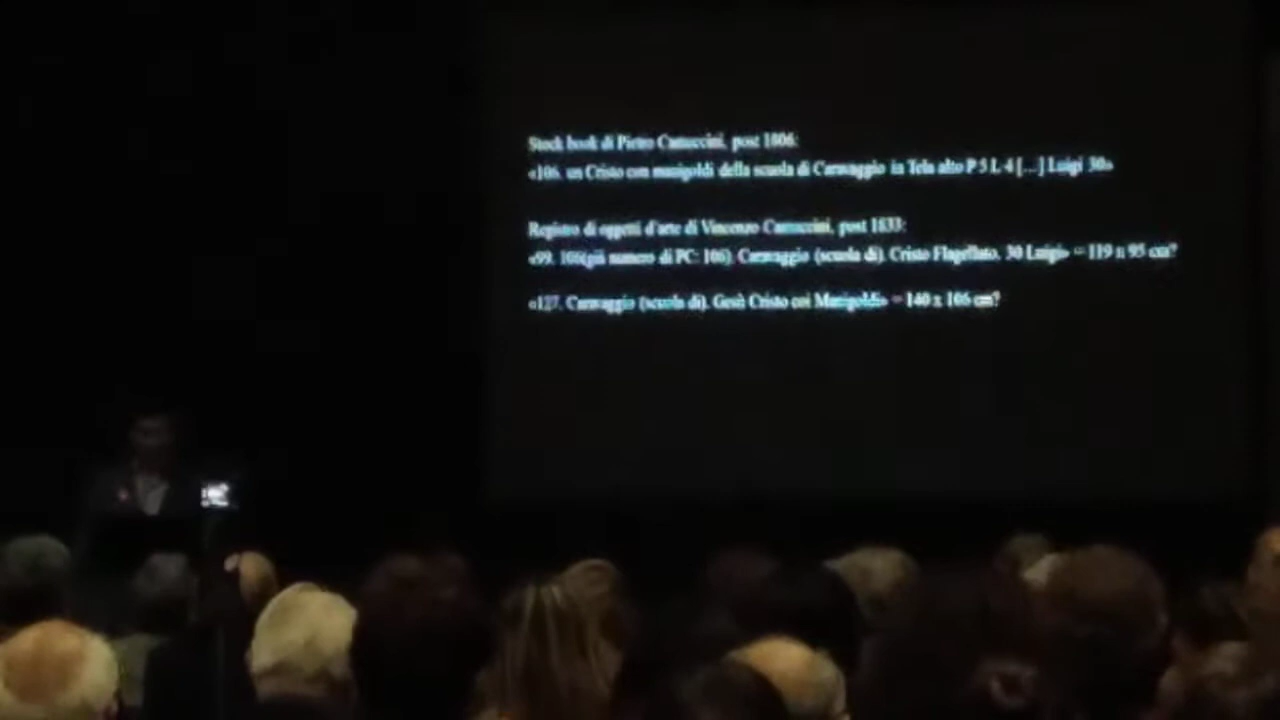 Stock book di Pietro Camuccini, post 1806:
«106. un Cristo con manigoldi della scuola di Caravaggio in Tela alto P 5 L 4 [...] Luigi 30»
Registro di oggetti d'arte di Vincenzo Camuccini, post 1833:
«99. 106(già numero di PC: 106). Caravaggio (scuola di). Cristo Flagellato. 30 Luigi» = 119 x 95 cm?
«127. Caravaggio (scuola di). Gesù Cristo coi Manigoldi» = 140 x 106 cm?